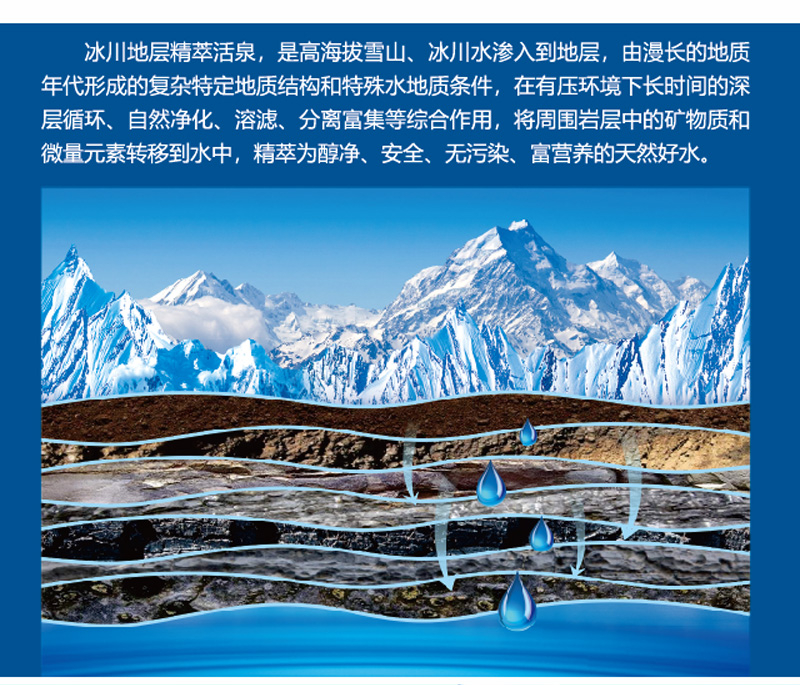 冰川地层精萃活泉，是高海拔雪山、冰川水渗入到地层，由漫长的地质
年代形成的复杂特定地质结构和特殊水地质条件，在有压环境下长时间的深
层循环、自然净化、溶滤、分离富集等综合作用，将周围岩层中的矿物质和
微量元素转移到水中，精萃为醇净、安全、无污染、富营养的天然好水。